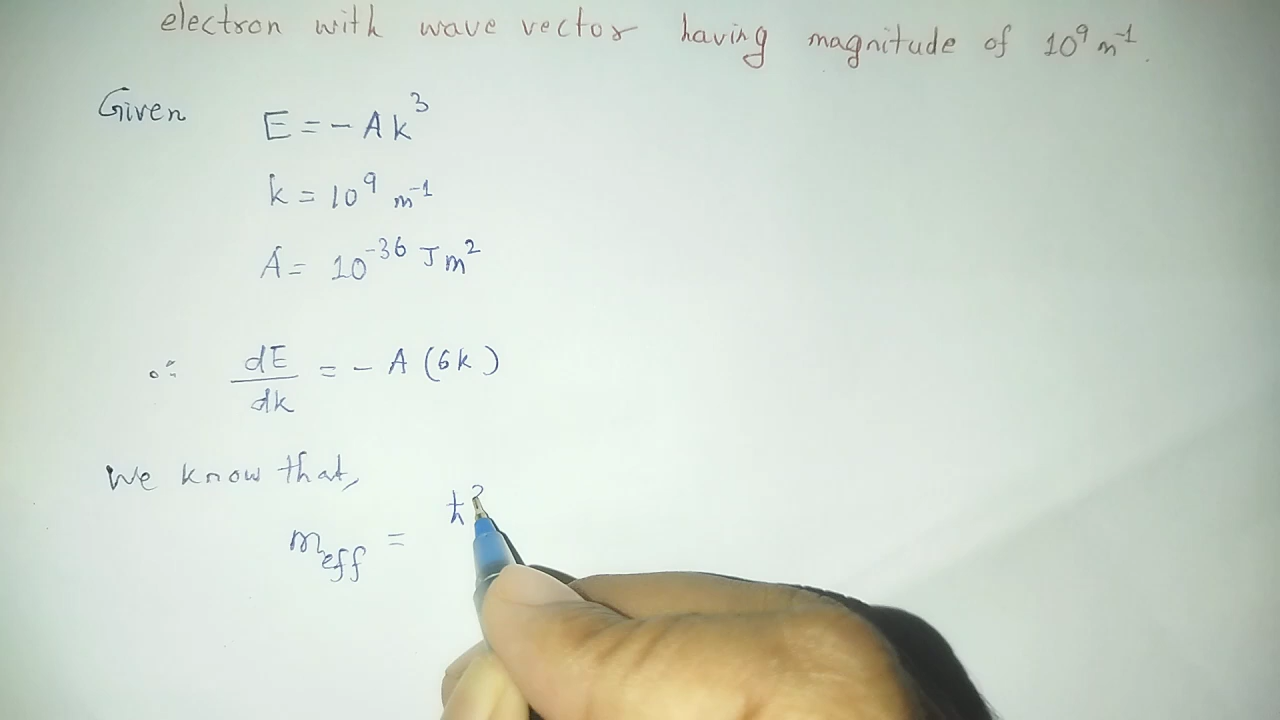 electron with wave vector having magnitude of 10⁹ m⁻¹.
Given E = - A k³
k = 10⁹ m⁻¹
A = 10⁻³⁶ J m²
∴ dE/dk = - A (6k)
We know that,
m_eff = ħ²